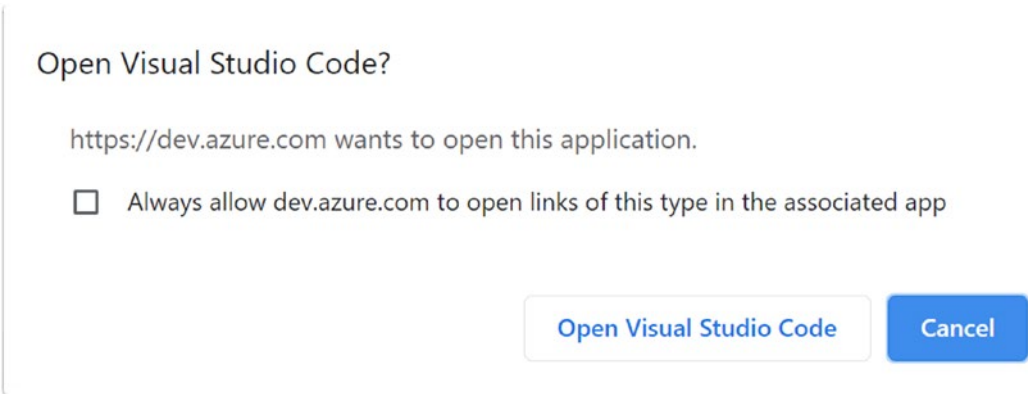 Open Visual Studio Code?
https://dev.azure.com wants to open this application.
Always allow dev.azure.com to open links of this type in the associated app
Open Visual Studio Code Cancel